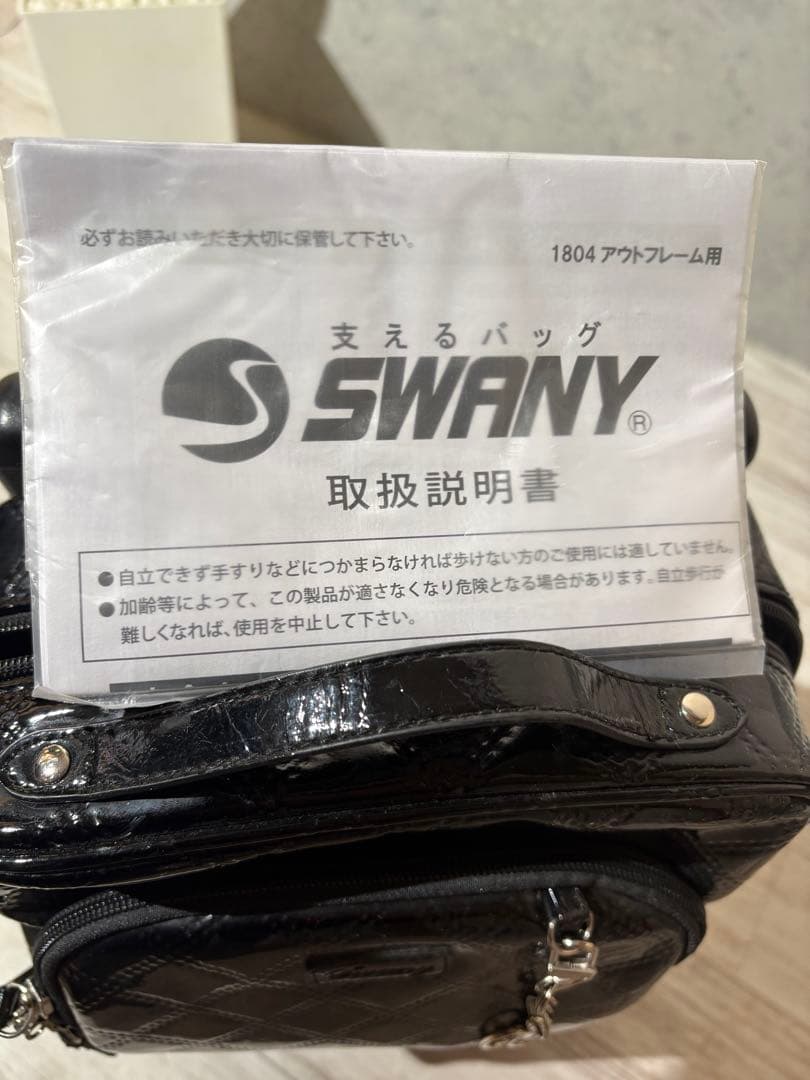 必ずお読みいただき大切に保管して下さい。
1804 アウトフレーム用
支えるバッグ
SWANY®
取扱説明書
●自立できず手すりなどにつかまらなければ歩けない方のご使用には適していません。
●加齢等によって、この製品が適さなくなり危険となる場合があります。自立歩行が
難しくなれば、使用を中止して下さい。